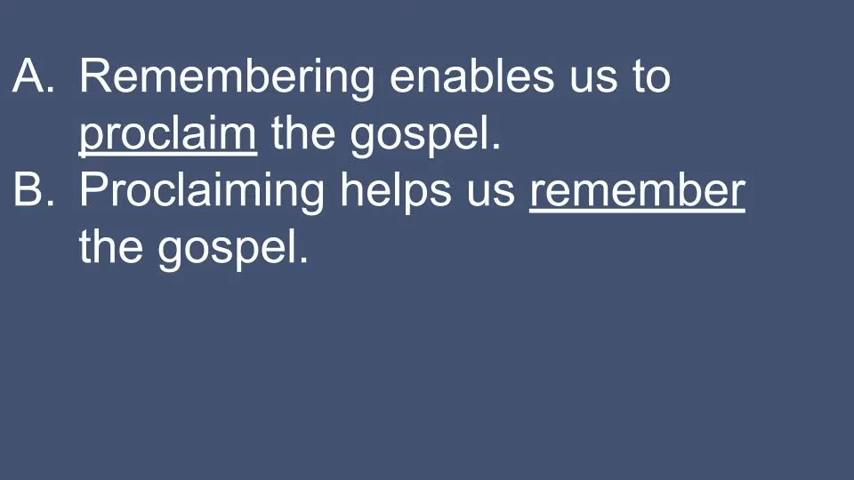 A. Remembering enables us to
proclaim the gospel.
B. Proclaiming helps us remember
the gospel.